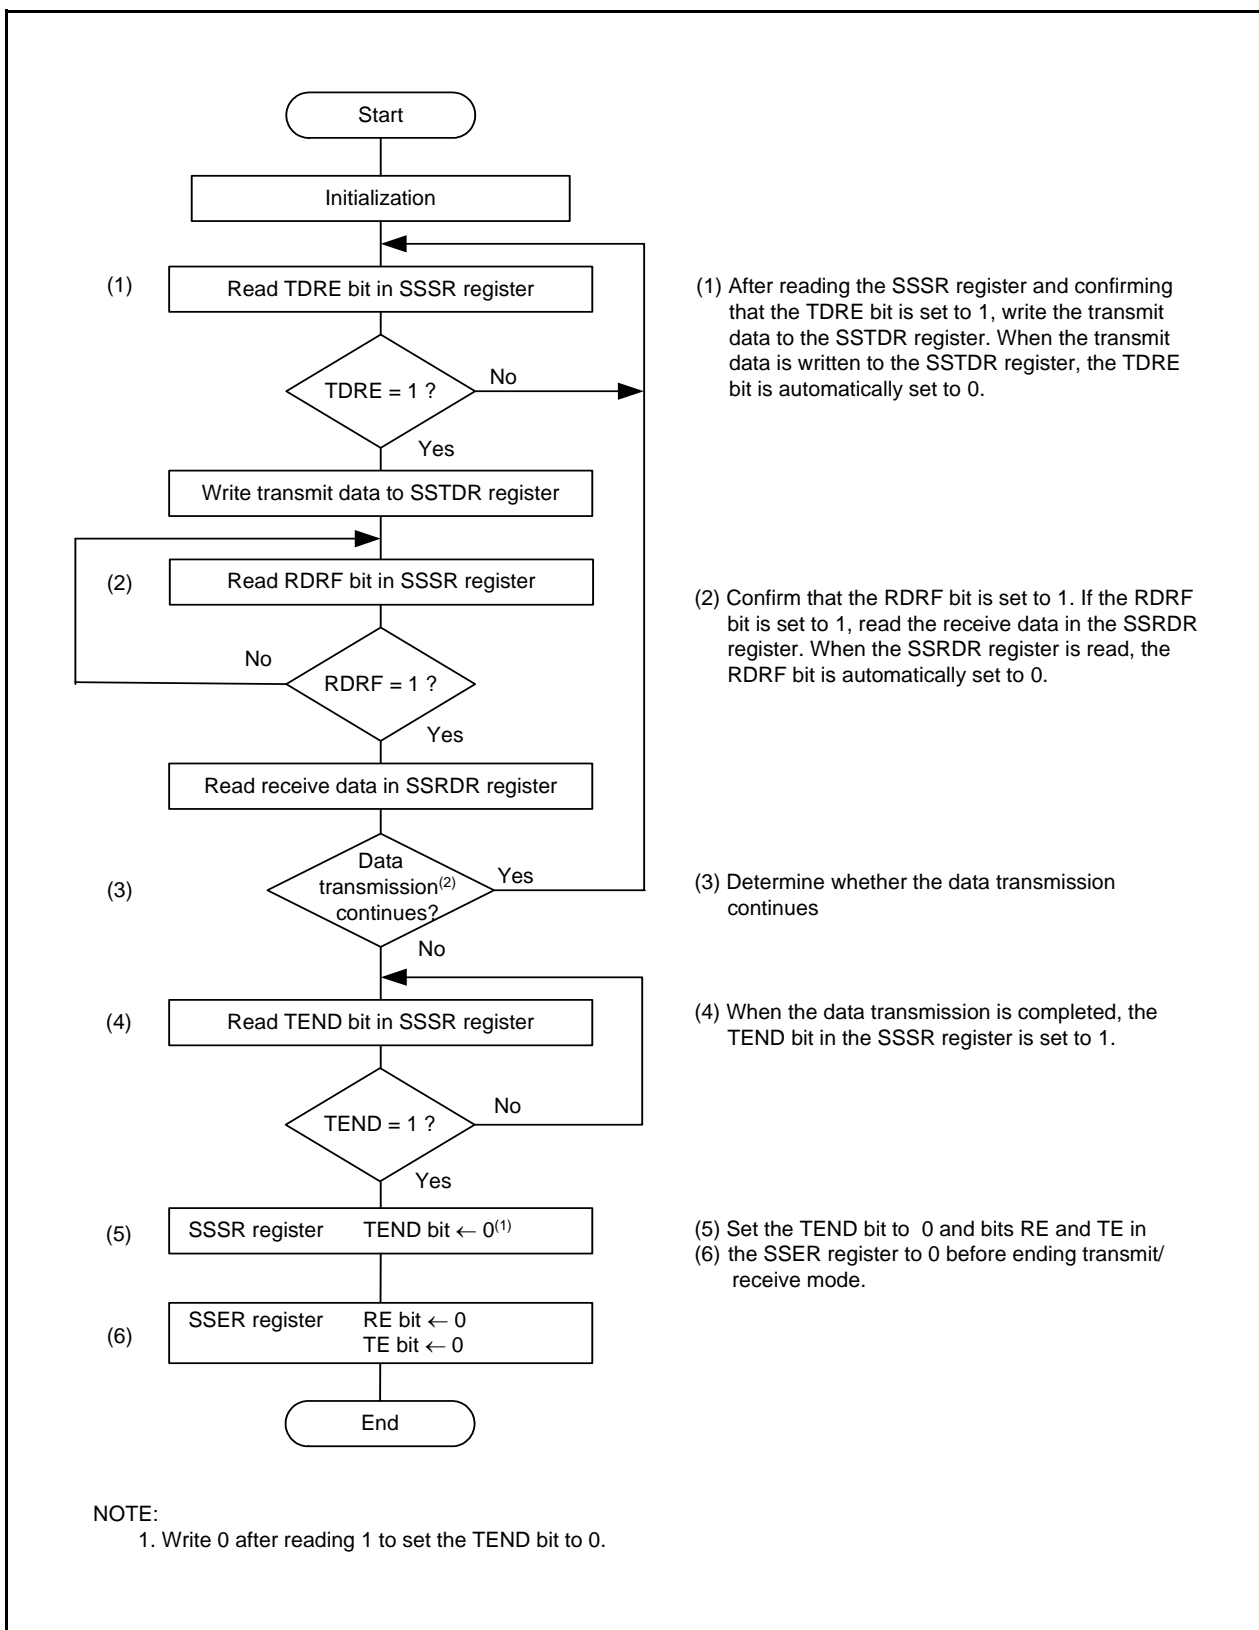 Start
Initialization
(1)
Read TDRE bit in SSSR register
TDRE = 1 ?
No
Yes
Write transmit data to SSTDR register
(2)
Read RDRF bit in SSSR register
No
RDRF = 1 ?
Yes
Read receive data in SSRDR register
(3)
Data
transmission(2)
continues?
Yes
No
(4)
Read TEND bit in SSSR register
TEND = 1 ?
No
Yes
(5)
SSSR register TEND bit ← 0(1)
(6)
SSER register RE bit ← 0
TE bit ← 0
End
(1) After reading the SSSR register and confirming
that the TDRE bit is set to 1, write the transmit
data to the SSTDR register. When the transmit
data is written to the SSTDR register, the TDRE
bit is automatically set to 0.
(2) Confirm that the RDRF bit is set to 1. If the RDRF
bit is set to 1, read the receive data in the SSRDR
register. When the SSRDR register is read, the
RDRF bit is automatically set to 0.
(3) Determine whether the data transmission
continues
(4) When the data transmission is completed, the
TEND bit in the SSSR register is set to 1.
(5) Set the TEND bit to 0 and bits RE and TE in
(6) the SSER register to 0 before ending transmit/
receive mode.
NOTE:
1. Write 0 after reading 1 to set the TEND bit to 0.